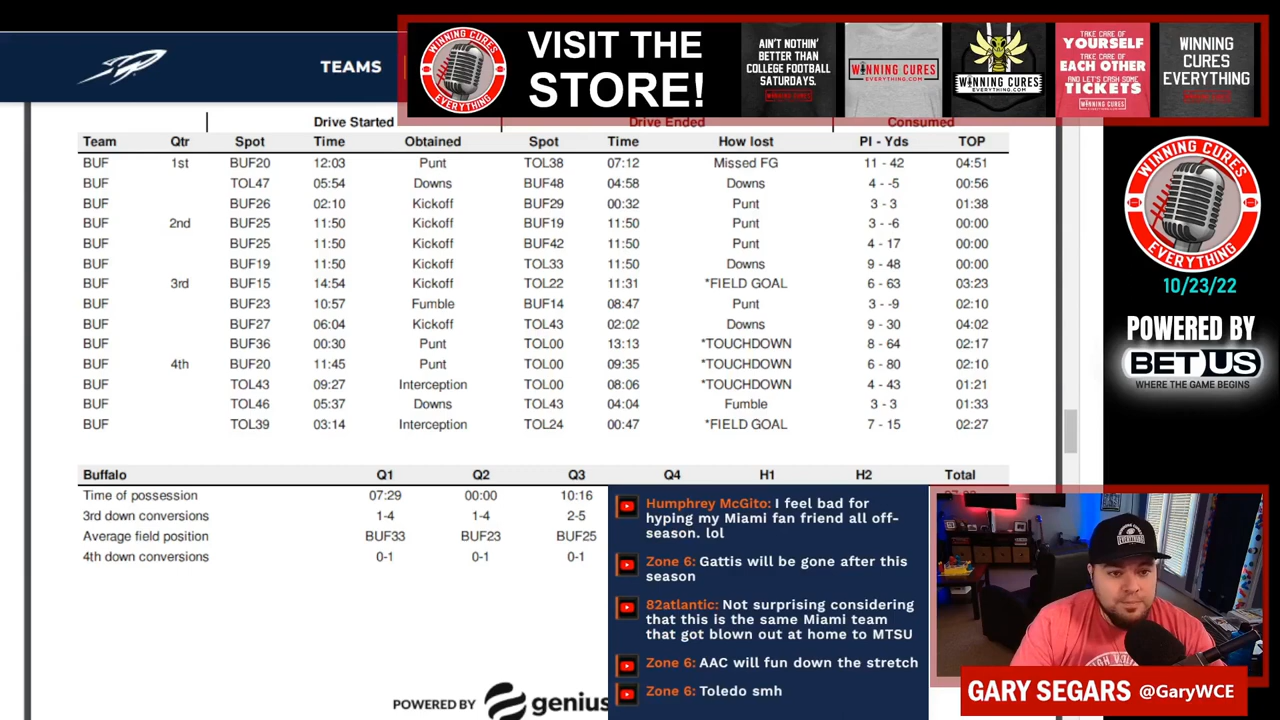 TEAMS
VISIT THE
STORE!
WINNING CURES
EVERYTHING
AIN'T NOTHIN'
BETTER THAN
COLLEGE FOOTBALL
SATURDAYS.
WINNING CURES
EVERYTHING.COM
WINNING CURES
EVERYTHING.COM
TAKE CARE OF
YOURSELF
TAKE CARE OF
EACH OTHER
AND LET'S CASH SOME
TICKETS
WINNING CURES
WINNING
CURES
EVERYTHING
Drive Started Drive Ended Consumed
Team Qtr Spot Time Obtained Spot Time How lost Pl - Yds TOP
BUF 1st BUF20 12:03 Punt TOL38 07:12 Missed FG 11 - 42 04:51
BUF TOL47 05:54 Downs BUF48 04:58 Downs 4 - -5 00:56
BUF BUF26 02:10 Kickoff BUF29 00:32 Punt 3 - 3 01:38
BUF 2nd BUF25 11:50 Kickoff BUF19 11:50 Punt 3 - -6 00:00
BUF BUF25 11:50 Kickoff BUF42 11:50 Punt 4 - 17 00:00
BUF BUF19 11:50 Kickoff TOL33 11:50 Downs 9 - 48 00:00
BUF 3rd BUF15 14:54 Kickoff TOL22 11:31 *FIELD GOAL 6 - 63 03:23
BUF BUF23 10:57 Fumble BUF14 08:47 Punt 3 - -9 02:10
BUF BUF27 06:04 Kickoff TOL43 02:02 Downs 9 - 30 04:02
BUF BUF36 00:30 Punt TOL00 13:13 *TOUCHDOWN 8 - 64 02:17
BUF 4th BUF20 11:45 Punt TOL00 09:35 *TOUCHDOWN 6 - 80 02:10
BUF TOL43 09:27 Interception TOL00 08:06 *TOUCHDOWN 4 - 43 01:21
BUF TOL46 05:37 Downs TOL43 04:04 Fumble 3 - 3 01:33
BUF TOL39 03:14 Interception TOL24 00:47 *FIELD GOAL 7 - 15 02:27
Buffalo Q1 Q2 Q3 Q4 H1 H2 Total
Time of possession 07:29 00:00 10:16
3rd down conversions 1-4 1-4 2-5
Average field position BUF33 BUF23 BUF25
4th down conversions 0-1 0-1 0-1
POWERED BY genius
Humphrey McGito: I feel bad for
hyping my Miami fan friend all off-
season. lol
Zone 6: Gattis will be gone after this
season
82atlantic: Not surprising considering
that this is the same Miami team
that got blown out at home to MTSU
Zone 6: AAC will fun down the stretch
Zone 6: Toledo smh
WINNING CURES
EVERYTHING
10/23/22
POWERED BY
BETUS
WHERE THE GAME BEGINS
GARY SEGARS @GaryWCE